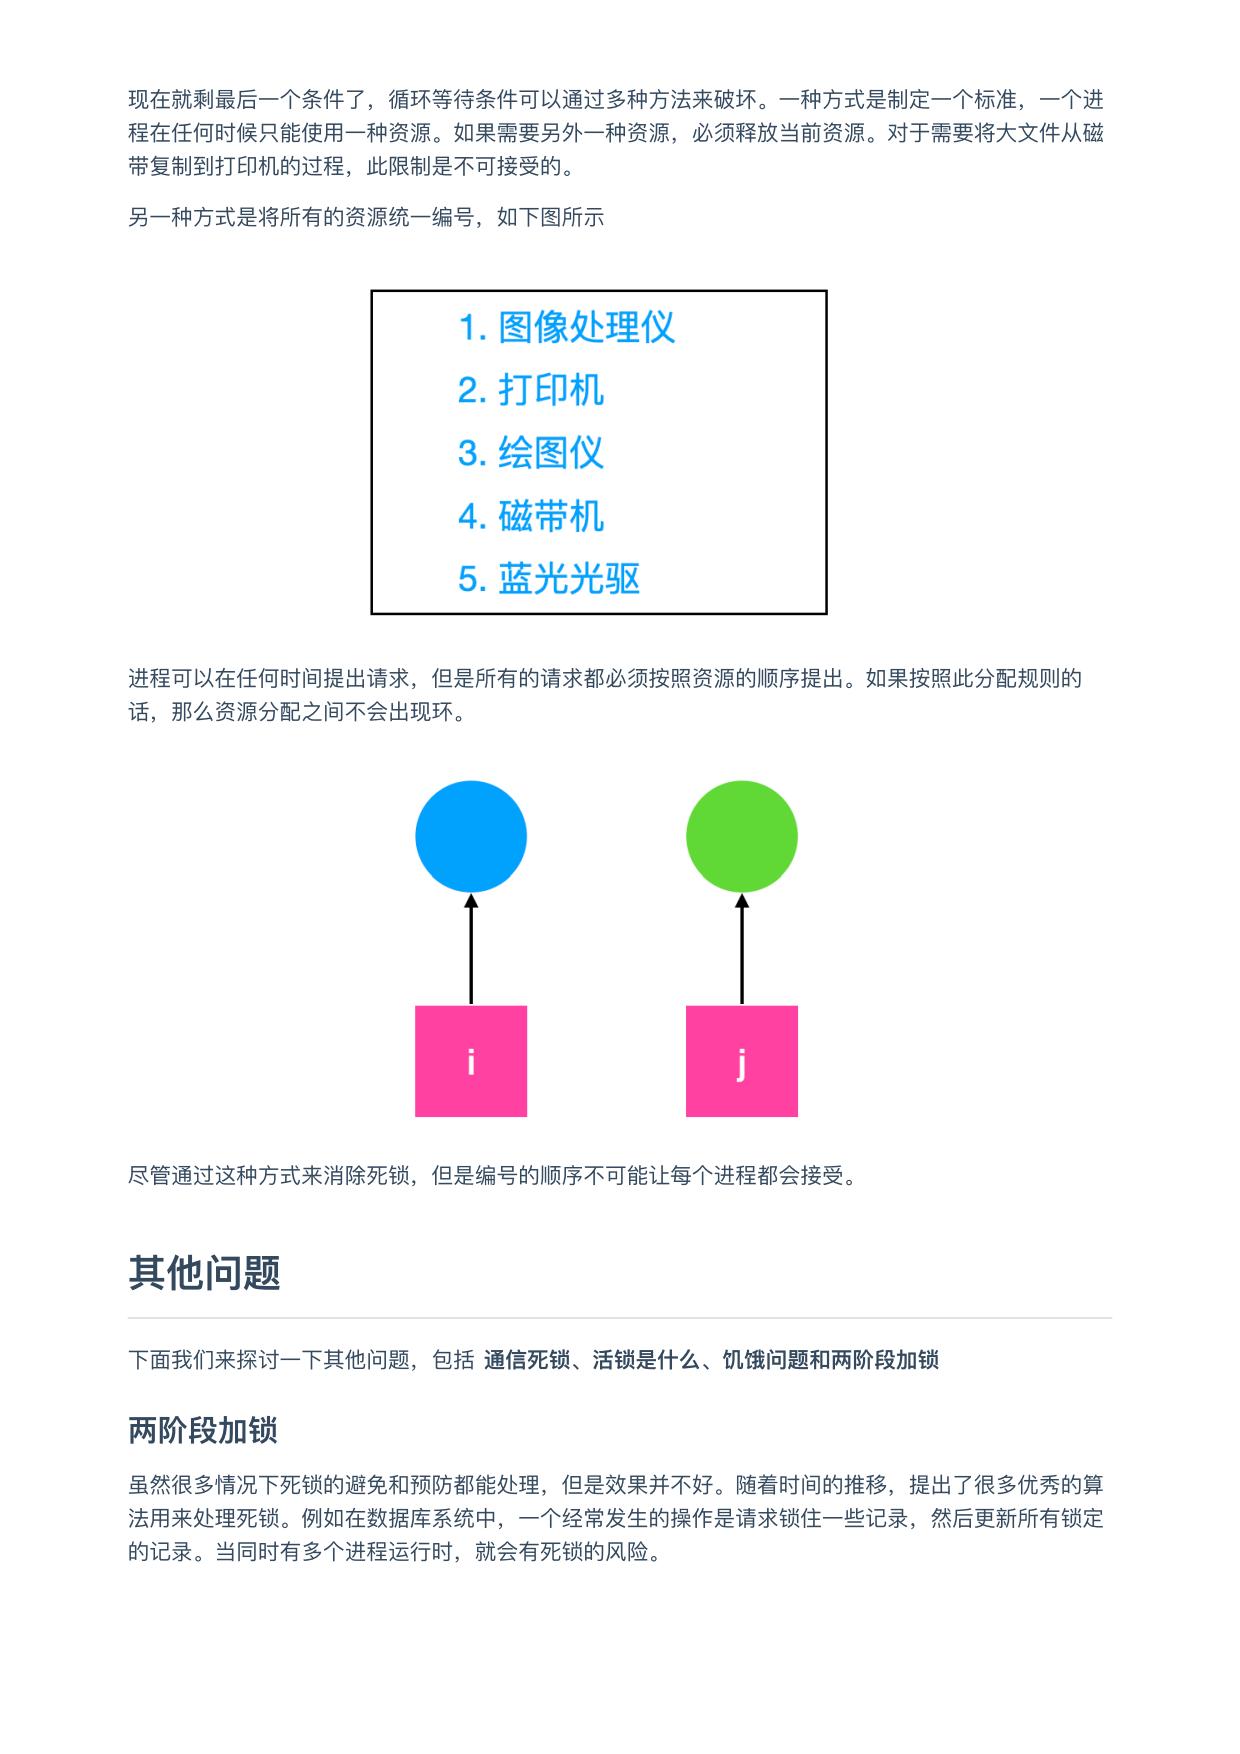 现在就剩最后一个条件了，循环等待条件可以通过多种方法来破坏。一种方式是制定一个标准，一个进
程在任何时候只能使用一种资源。如果需要另外一种资源，必须释放当前资源。对于需要将大文件从磁
带复制到打印机的过程，此限制是不可接受的。
另一种方式是将所有的资源统一编号，如下图所示
1. 图像处理仪
2. 打印机
3. 绘图仪
4. 磁带机
5. 蓝光光驱
进程可以在任何时间提出请求，但是所有的请求都必须按照资源的顺序提出。如果按照此分配规则的
话，那么资源分配之间不会出现环。
i
j
尽管通过这种方式来消除死锁，但是编号的顺序不可能让每个进程都会接受。
其他问题
下面我们来探讨一下其他问题，包括 通信死锁、活锁是什么、饥饿问题和两阶段加锁
两阶段加锁
虽然很多情况下死锁的避免和预防都能处理，但是效果并不好。随着时间的推移，提出了很多优秀的算
法用来处理死锁。例如在数据库系统中，一个经常发生的操作是请求锁住一些记录，然后更新所有锁定
的记录。当同时有多个进程运行时，就会有死锁的风险。